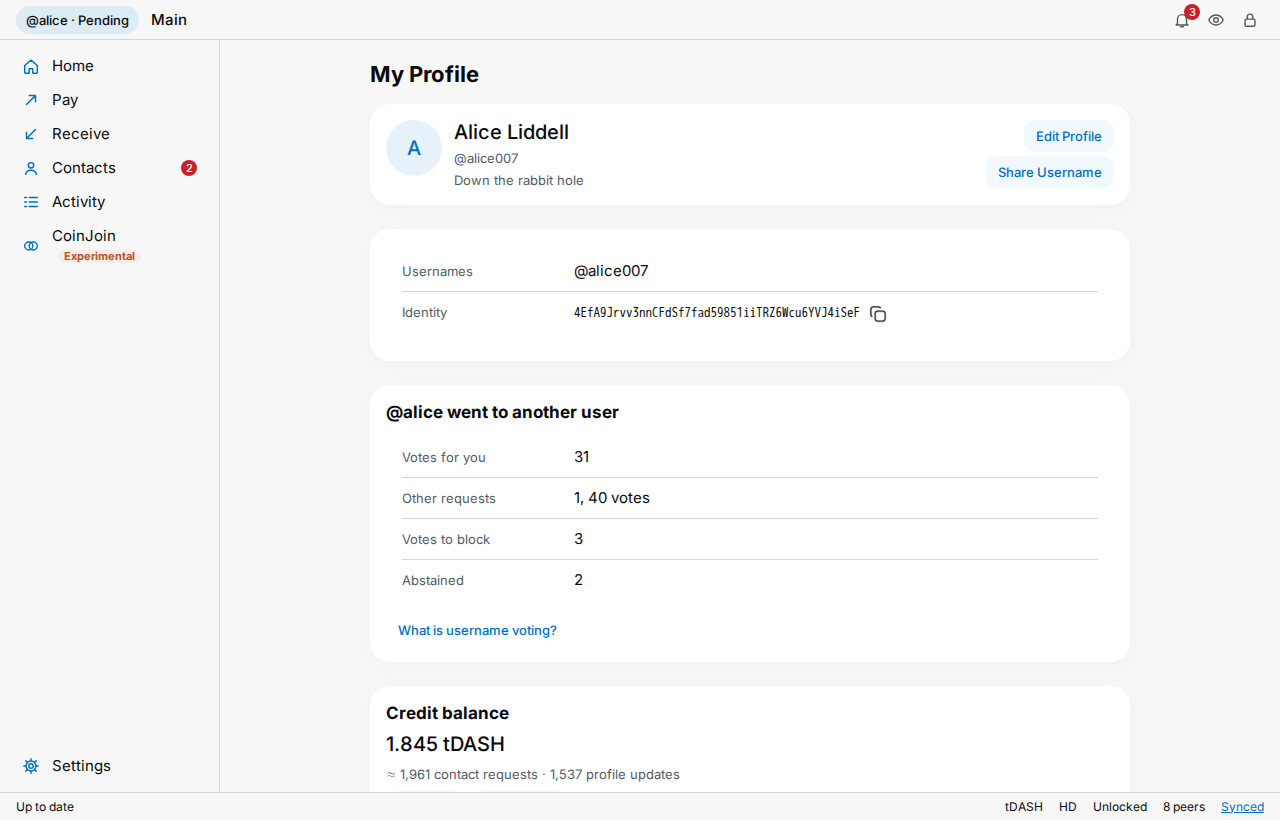 @alice · Pending Main 3
Home
Pay
Receive
Contacts 2
Activity
CoinJoin
Experimental
Settings
My Profile
A
Alice Liddell
@alice007
Down the rabbit hole
Edit Profile
Share Username
Usernames @alice007
Identity 4EfA9Jrvv3nnCFdSf7fad59851iiTRZ6Wcu6YVJ4iSeF
@alice went to another user
Votes for you 31
Other requests 1, 40 votes
Votes to block 3
Abstained 2
What is username voting?
Credit balance
1.845 tDASH
≈ 1,961 contact requests · 1,537 profile updates
Up to date tDASH HD Unlocked 8 peers Synced